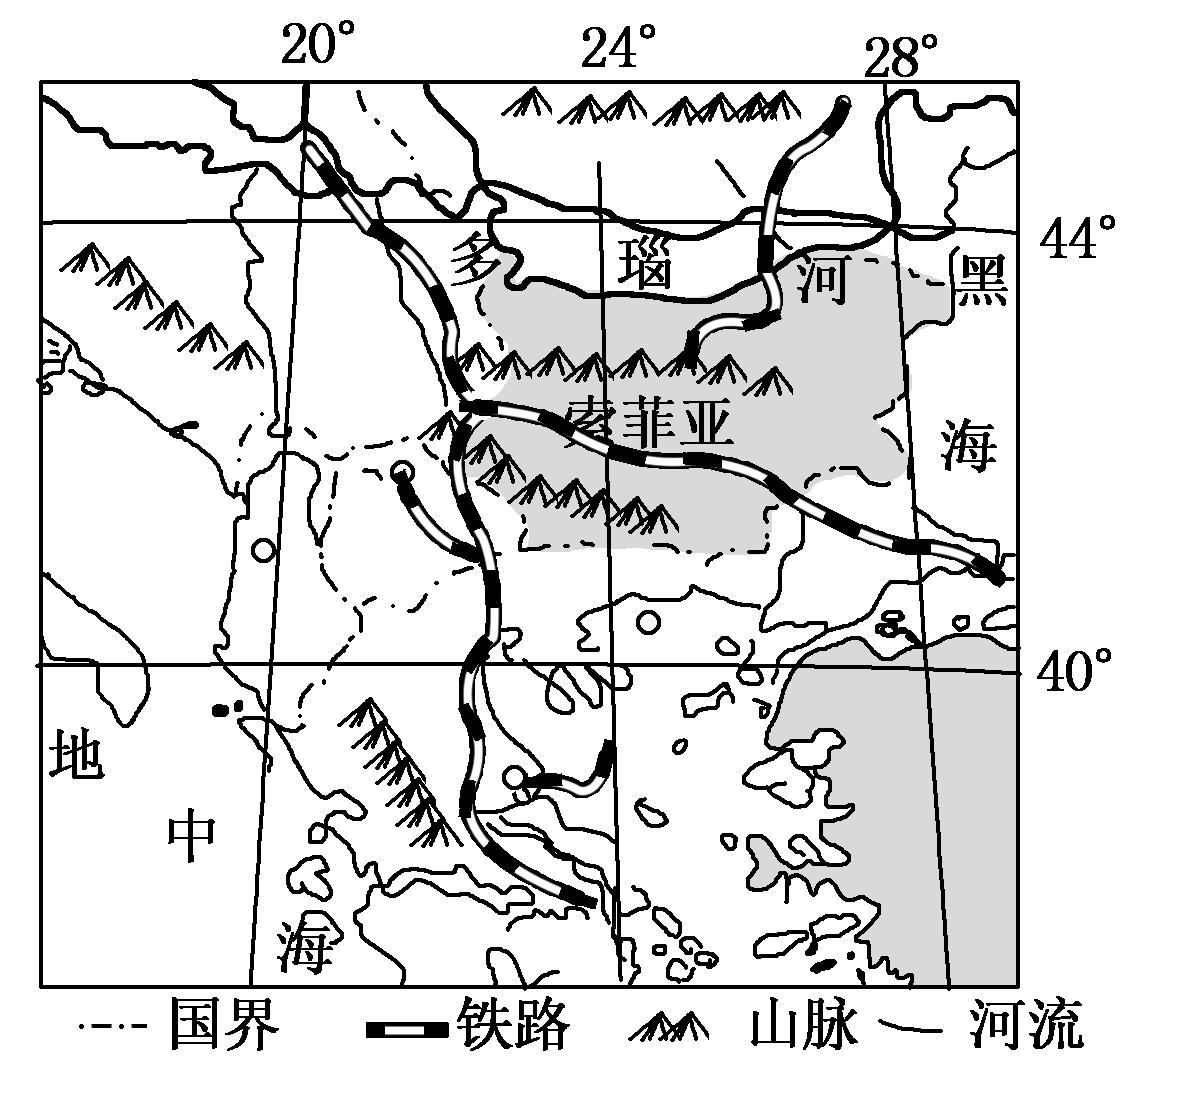 20° 24° 28°
44°
多 瑙 河 黑
索菲亚
海
40°
地
中
海
国界 铁路 山脉 河流